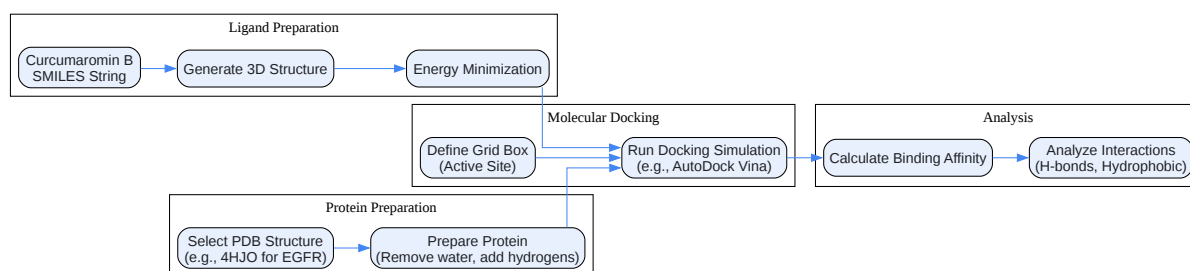 Ligand Preparation
Curcumaromin B
SMILES String
Generate 3D Structure
Energy Minimization
Molecular Docking
Define Grid Box
(Active Site)
Run Docking Simulation
(e.g., AutoDock Vina)
Analysis
Calculate Binding Affinity
Analyze Interactions
(H-bonds, Hydrophobic)
Protein Preparation
Select PDB Structure
(e.g., 4HJO for EGFR)
Prepare Protein
(Remove water, add hydrogens)